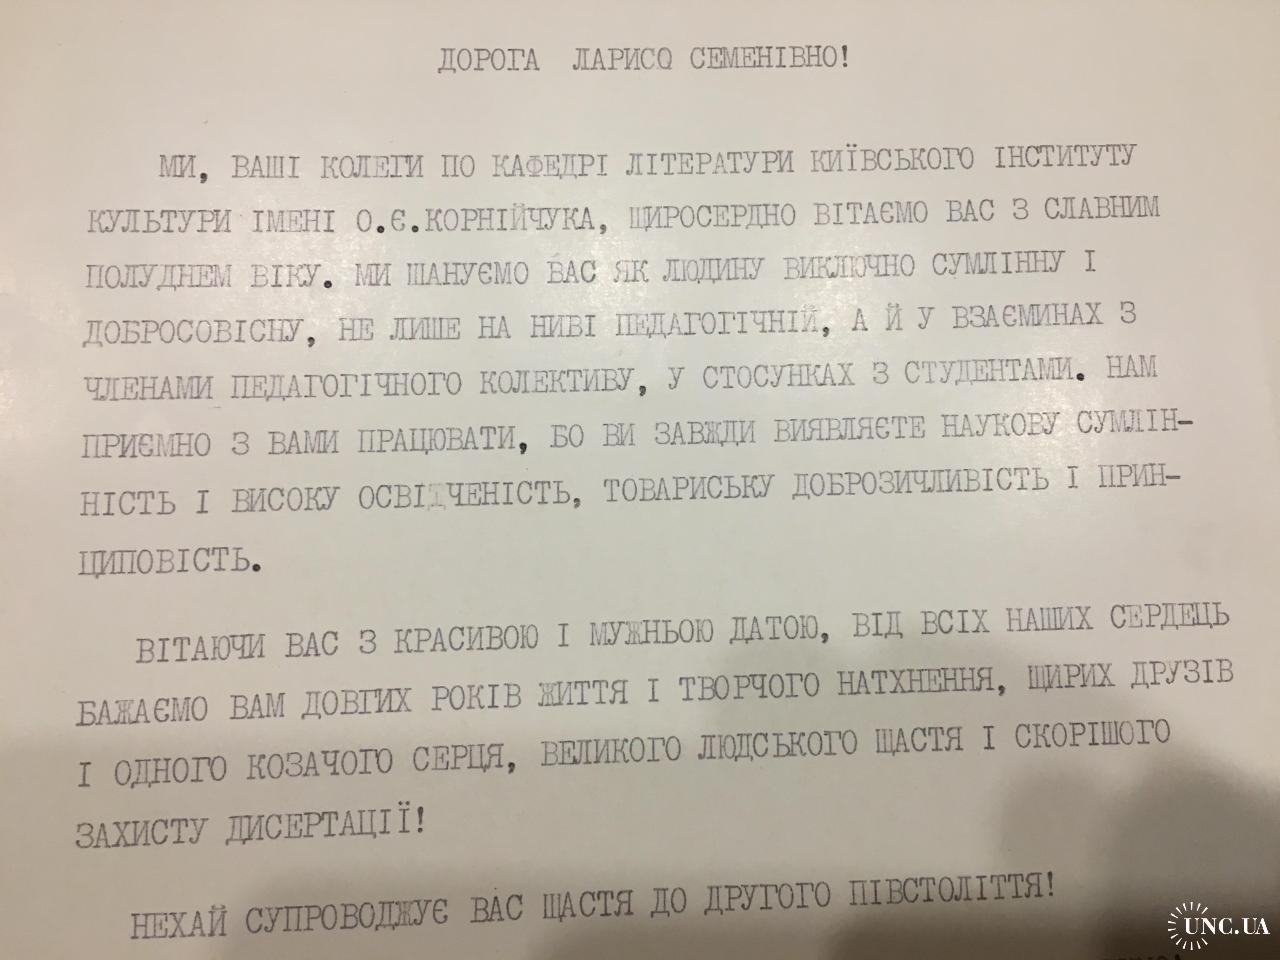 ДОРОГА ЛАРИСО СЕМЕНІВНО!
МИ, ВАШІ КОЛЕГИ ПО КАФЕДРІ ЛІТЕРАТУРИ КИЇВСЬКОГО ІНСТИТУТУ
КУЛЬТУРИ ІМЕНІ О.Є.КОРНІЙЧУКА, ЩИРОСЕРДНО ВІТАЄМО ВАС З СЛАВНИМ
ПОЛУДНЕМ ВІКУ. МИ ШАНУЄМО ВАС ЯК ЛЮДИНУ ВИКЛЮЧНО СУМЛІННУ І
ДОБРОСОВІСНУ, НЕ ЛИШЕ НА НИВІ ПЕДАГОГІЧНІЙ, А Й У ВЗАЄМИНАХ З
ЧЛЕНАМИ ПЕДАГОГІЧНОГО КОЛЕКТИВУ, У СТОСУНКАХ З СТУДЕНТАМИ. НАМ
ПРИЄМНО З ВАМИ ПРАЦЮВАТИ, БО ВИ ЗАВЖДИ ВИЯВЛЯЄТЕ НАУКОВУ СУМЛІН-
НІСТЬ І ВИСОКУ ОСВІДЧЕНІСТЬ, ТОВАРИСЬКУ ДОБРОЗИЧЛИВІСТЬ І ПРИН-
ЦИПОВІСТЬ.
ВІТАЮЧИ ВАС З КРАСИВОЮ І МУЖНЬОЮ ДАТОЮ, ВІД ВСІХ НАШИХ СЕРДЕЦЬ
БАЖАЄМО ВАМ ДОВГИХ РОКІВ ЖИТТЯ І ТВОРЧОГО НАТХНЕННЯ, ЩИРИХ ДРУЗІВ
І ОДНОГО КОЗАЧОГО СЕРЦЯ, ВЕЛИКОГО ЛЮДСЬКОГО ЩАСТЯ І СКОРІШОГО
ЗАХИСТУ ДИСЕРТАЦІЇ!
НЕХАЙ СУПРОВОДЖУЄ ВАС ЩАСТЯ ДО ДРУГОГО ПІВСТОЛІТТЯ!
UNC.UA